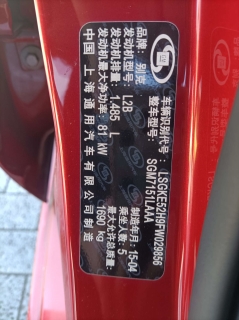 品牌：别克
发动机型号：L2B
发动机排量：1.485 L
发动机最大净功率：81 kW
中国 上海通用汽车有限公司制造
制造年月：15-04
乘坐人数：5
最大允许总质量：1690 kg
车辆识别代号：LSGKE52H9FW029856
整车型号：SGM7151LAAA